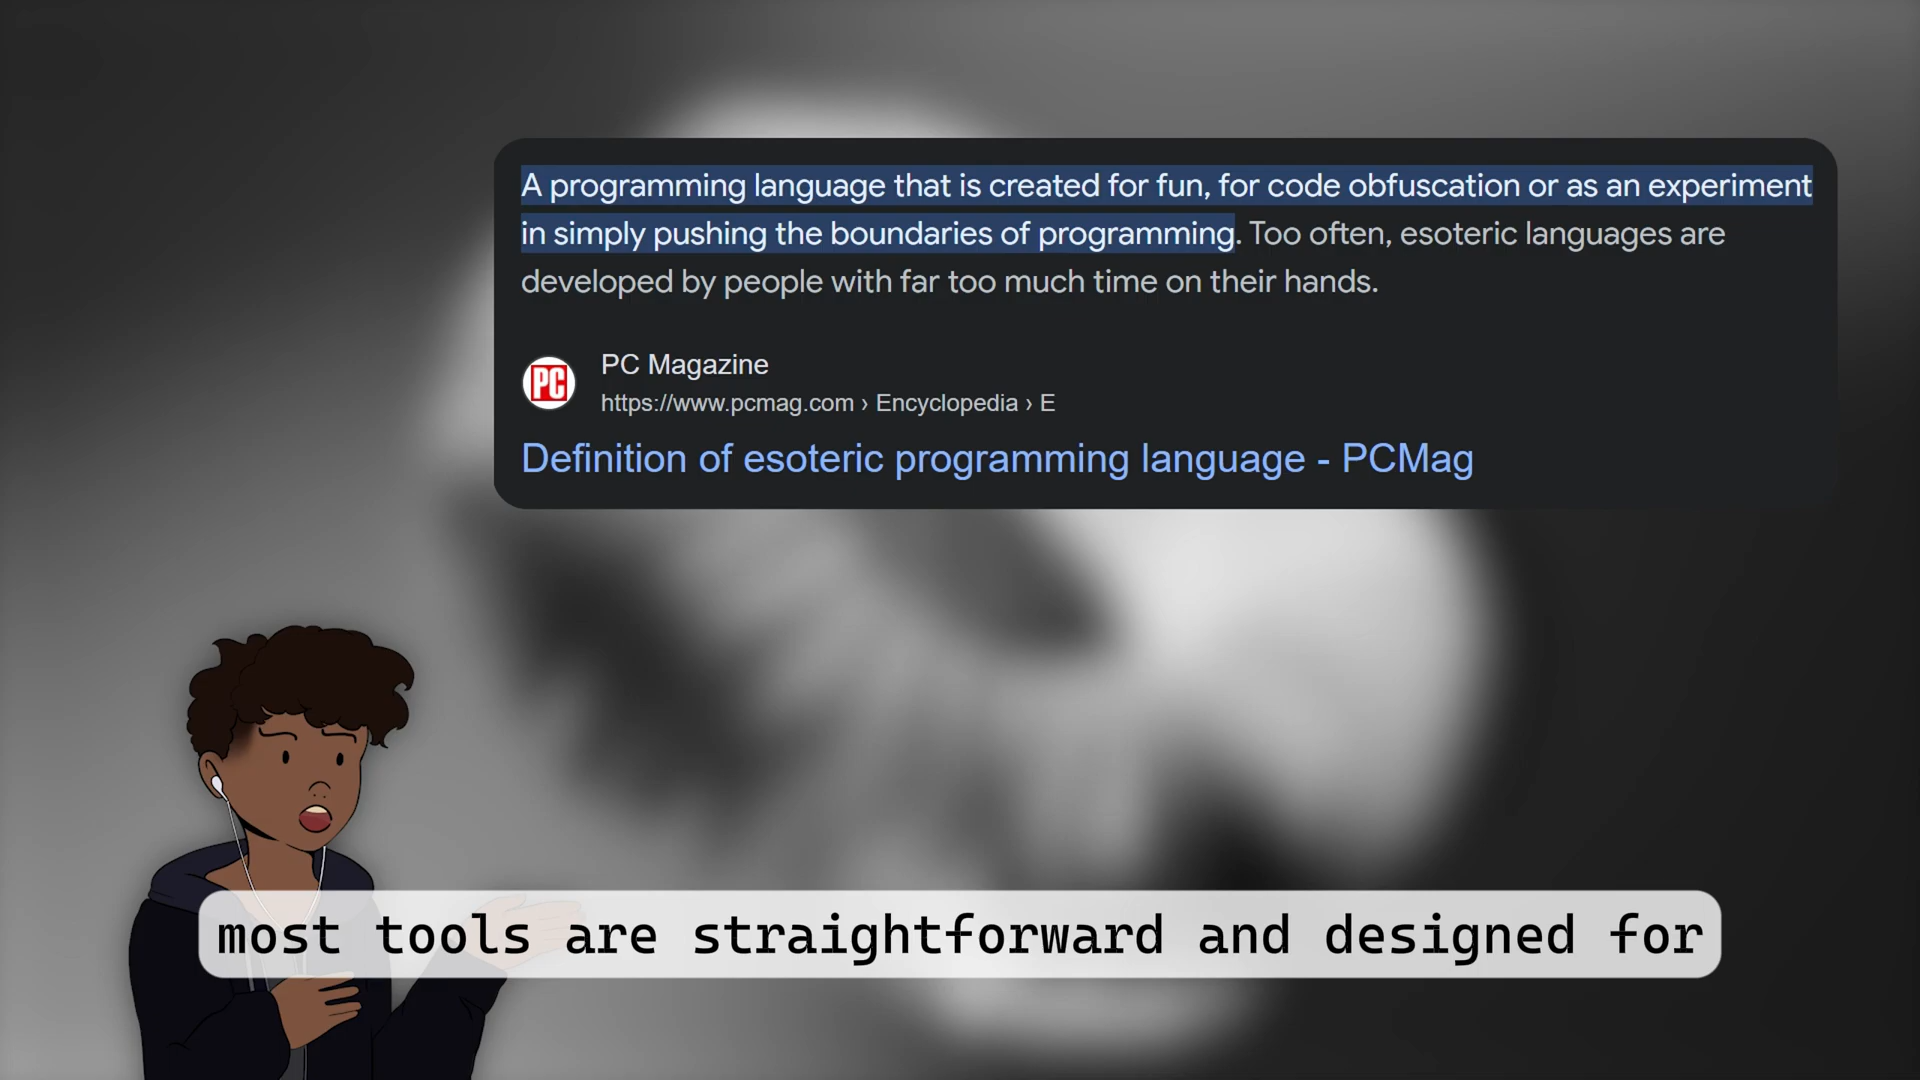 A programming language that is created for fun, for code obfuscation or as an experiment
in simply pushing the boundaries of programming. Too often, esoteric languages are
developed by people with far too much time on their hands.
PC
PC Magazine
https://www.pcmag.com › Encyclopedia › E
Definition of esoteric programming language - PCMag
most tools are straightforward and designed for